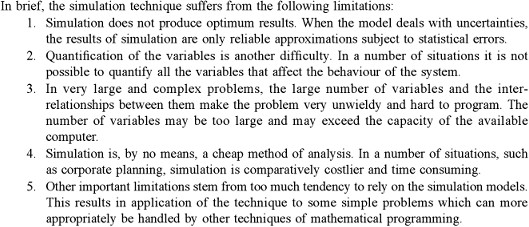 In brief, the simulation technique suffers from the following limitations:
1. Simulation does not produce optimum results. When the model deals with uncertainties,
the results of simulation are only reliable approximations subject to statistical errors.
2. Quantification of the variables is another difficulty. In a number of situations it is not
possible to quantify all the variables that affect the behaviour of the system.
3. In very large and complex problems, the large number of variables and the inter-
relationships between them make the problem very unwieldy and hard to program. The
number of variables may be too large and may exceed the capacity of the available
computer.
4. Simulation is, by no means, a cheap method of analysis. In a number of situations, such
as corporate planning, simulation is comparatively costlier and time consuming.
5. Other important limitations stem from too much tendency to rely on the simulation models.
This results in application of the technique to some simple problems which can more
appropriately be handled by other techniques of mathematical programming.